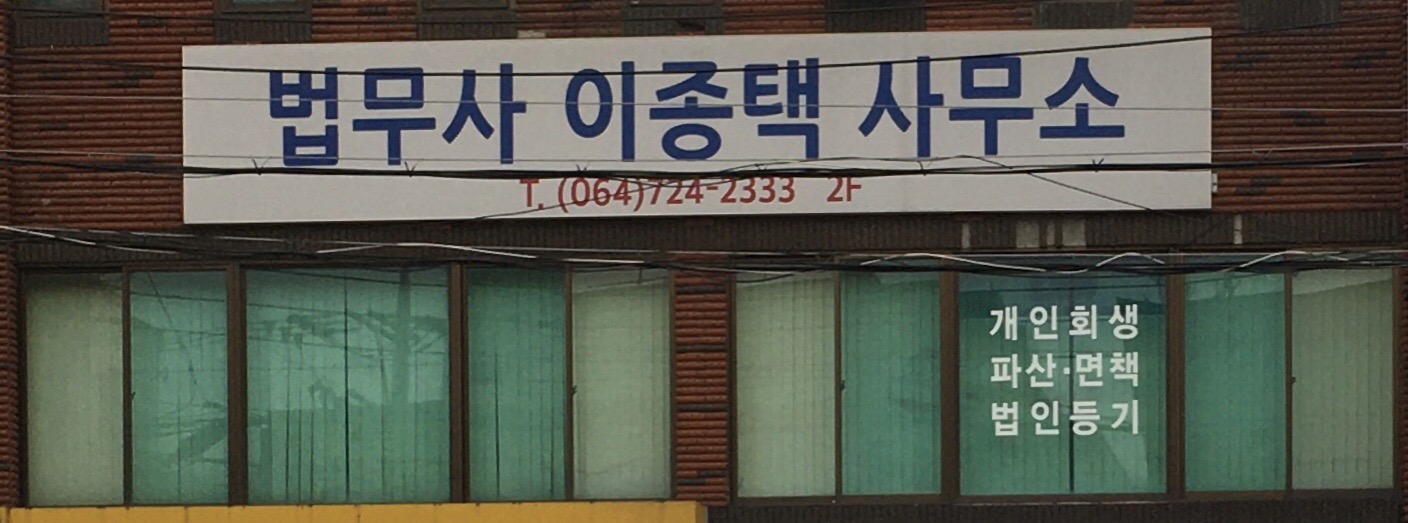 법무사 이종택 사무소
T. (064)724-2333 2F
개인회생
파산·면책
법인등기